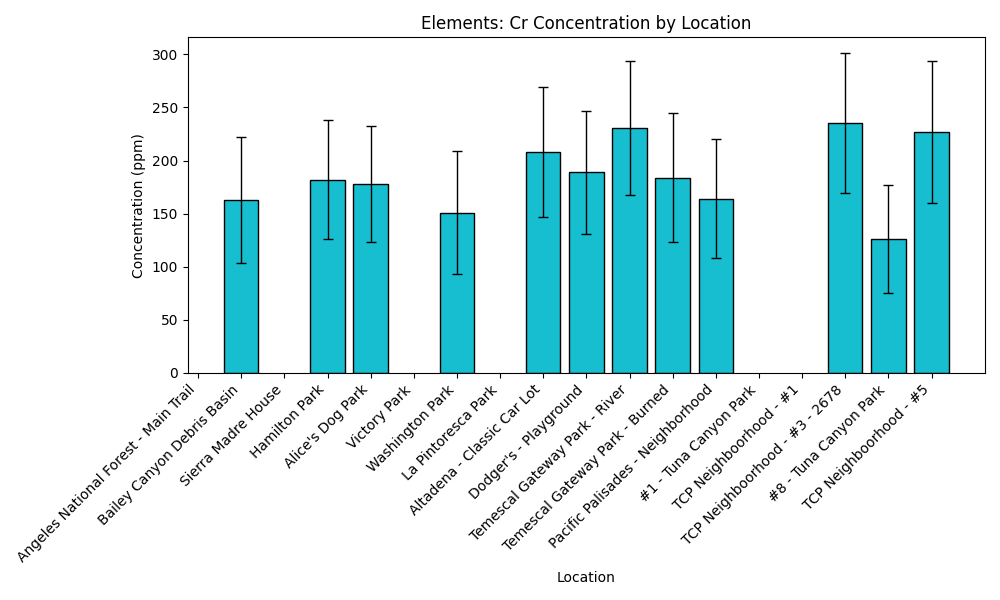 Elements: Cr Concentration by Location
Concentration (ppm)
300
250
200
150
100
50
0
Angeles National Forest - Main Trail
Bailey Canyon Debris Basin
Sierra Madre House
Hamilton Park
Alice's Dog Park
Victory Park
Washington Park
La Pintoresca Park
Altadena - Classic Car Lot
Dodger's - Playground
Temescal Gateway Park - River
Temescal Gateway Park - Burned
Pacific Palisades - Neighborhood
#1 - Tuna Canyon Park
TCP Neighboorhood - #1
TCP Neighboorhood - #3 - 2678
#8 - Tuna Canyon Park
TCP Neighboorhood - #5
Location